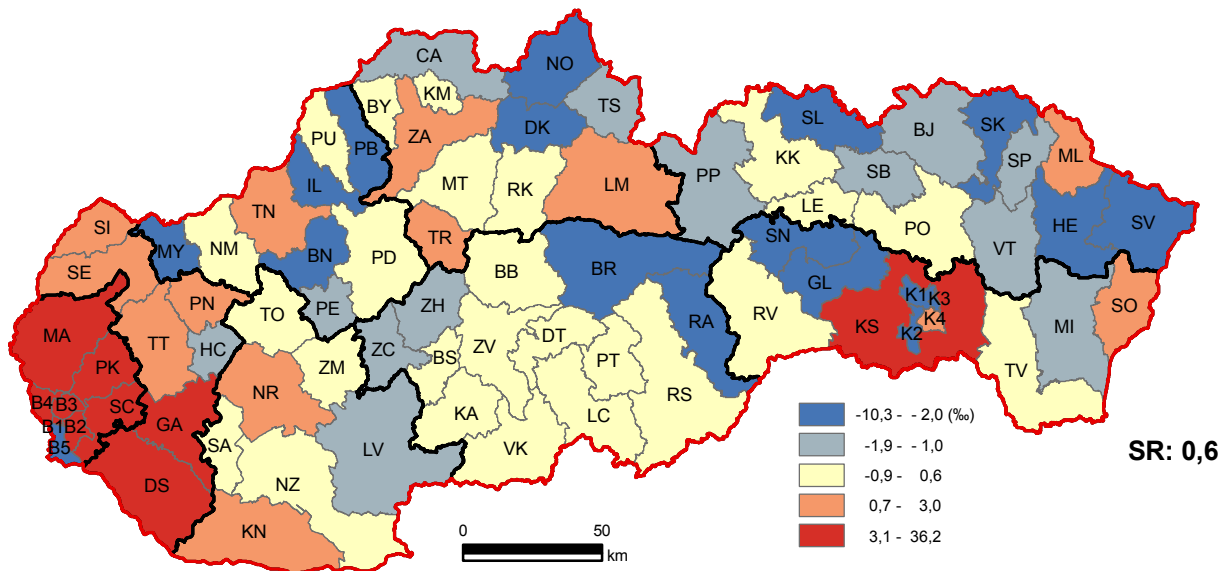 CA
NO
BY
KM
TS
PU
PB
ZA
DK
SL
BJ
SK
SP
ML
KK
SB
PP
IL
MT
RK
LM
LE
PO
HE
SV
TN
SI
MY
NM
BN
PD
TR
SN
VT
SE
BB
BR
GL
PN
TO
PE
ZH
RV
K1
K3
K4
K2
KS
MI
SO
MA
TT
HC
ZC
BS
ZV
DT
PT
RA
PK
ZM
NR
TV
RS
B4
B3
SC
GA
KA
LC
B1
B2
B5
SA
LV
VK
DS
NZ
KN
-10,3 - - 2,0 (‰)
-1,9 - - 1,0
-0,9 - 0,6
0,7 - 3,0
3,1 - 36,2
SR: 0,6
0 50
km